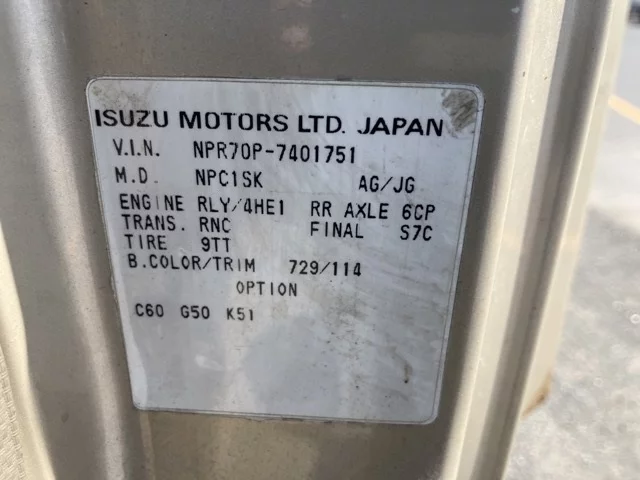 ISUZU MOTORS LTD. JAPAN
V.I.N. NPR70P-7401751
M.D. NPC1SK AG/JG
ENGINE RLY/4HE1 RR AXLE 6CP
TRANS. RNC FINAL S7C
TIRE 9TT
B.COLOR/TRIM 729/114
OPTION
C60 G50 K51